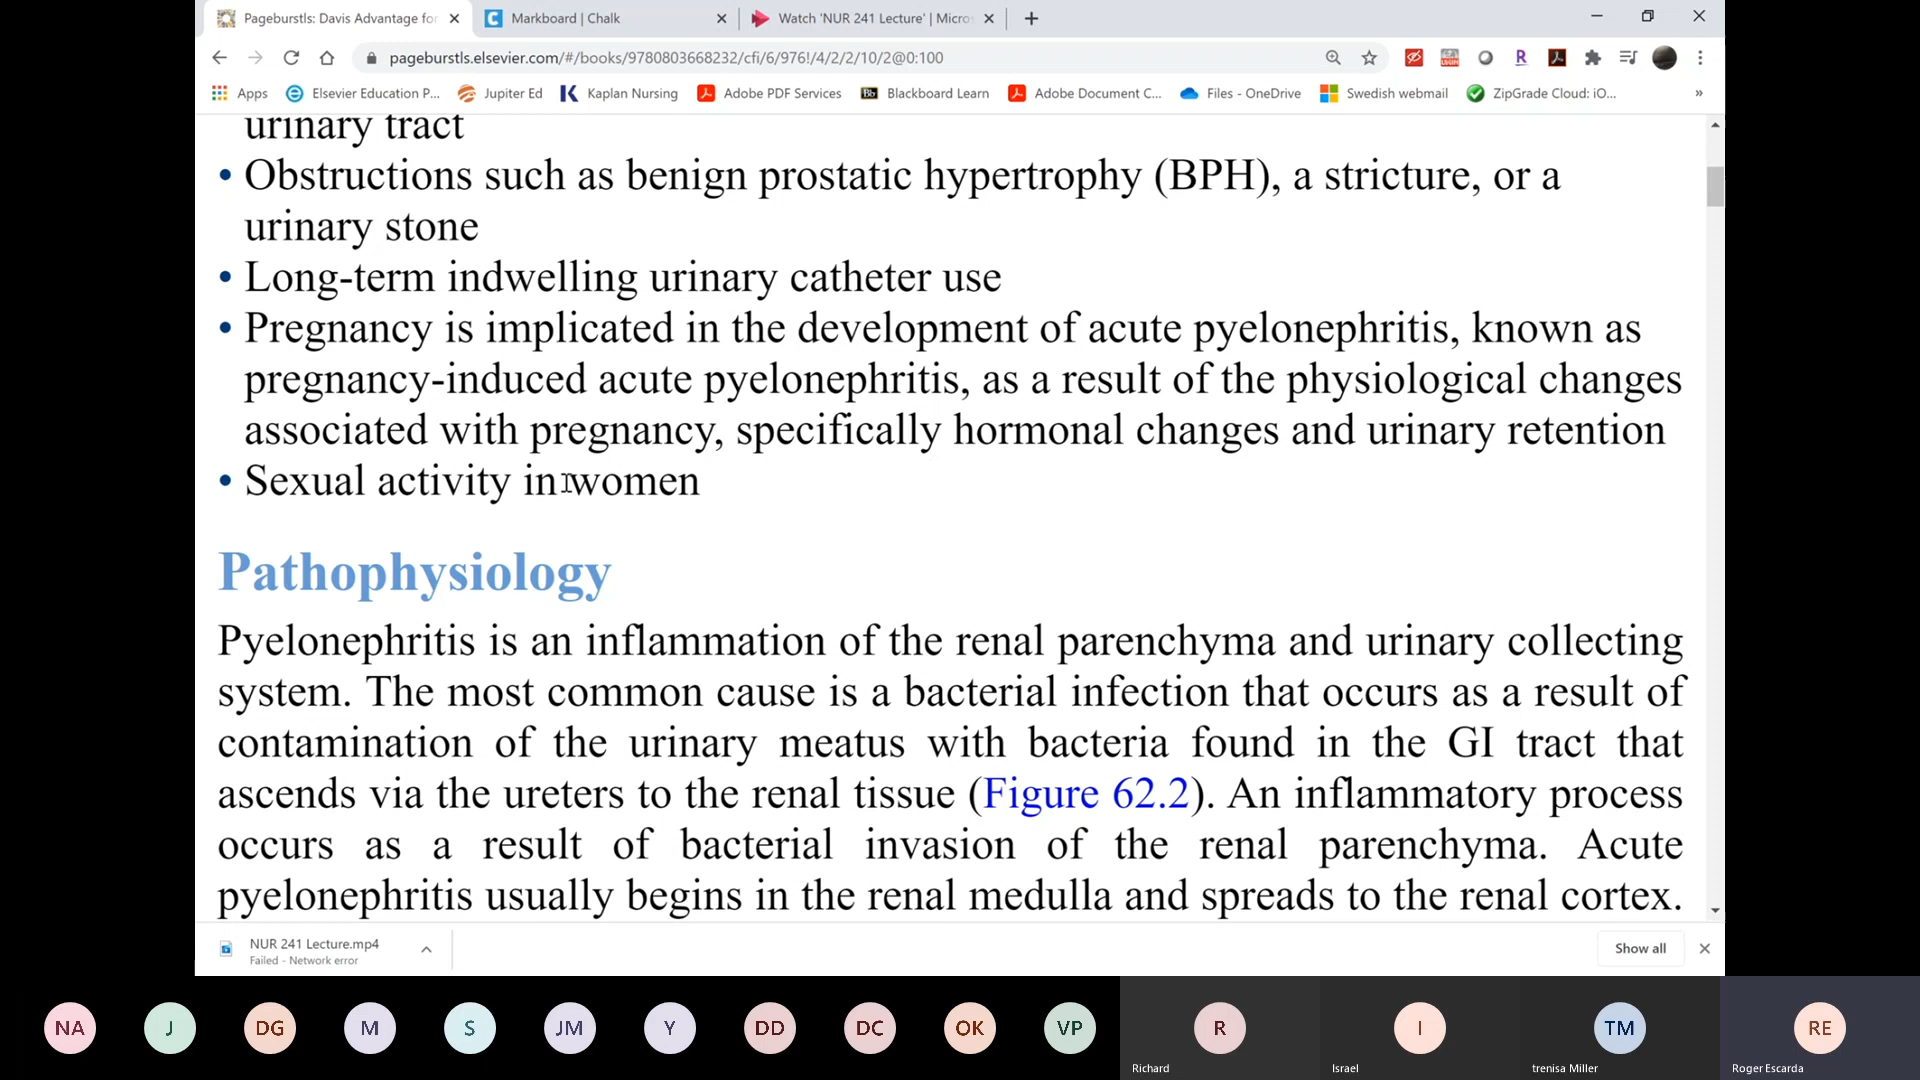 Pageburstls: Davis Advantage for
Markboard | Chalk
Watch 'NUR 241 Lecture' | Micros
pageburstls.elsevier.com/#/books/9780803668232/cfi/6/976!/4/2/2/10/2@0:100
Apps
Elsevier Education P...
Jupiter Ed
Kaplan Nursing
Adobe PDF Services
Bb
Blackboard Learn
Adobe Document C...
Files - OneDrive
Swedish webmail
ZipGrade Cloud: iO...
»
urinary tract
• Obstructions such as benign prostatic hypertrophy (BPH), a stricture, or a
urinary stone
• Long-term indwelling urinary catheter use
• Pregnancy is implicated in the development of acute pyelonephritis, known as
pregnancy-induced acute pyelonephritis, as a result of the physiological changes
associated with pregnancy, specifically hormonal changes and urinary retention
• Sexual activity in women
Pathophysiology
Pyelonephritis is an inflammation of the renal parenchyma and urinary collecting
system. The most common cause is a bacterial infection that occurs as a result of
contamination of the urinary meatus with bacteria found in the GI tract that
ascends via the ureters to the renal tissue (Figure 62.2). An inflammatory process
occurs as a result of bacterial invasion of the renal parenchyma. Acute
pyelonephritis usually begins in the renal medulla and spreads to the renal cortex.
NUR 241 Lecture.mp4
Failed - Network error
Show all
NA
J
DG
M
S
JM
Y
DD
DC
OK
VP
R
I
TM
RE
Richard
Israel
trenisa Miller
Roger Escarda